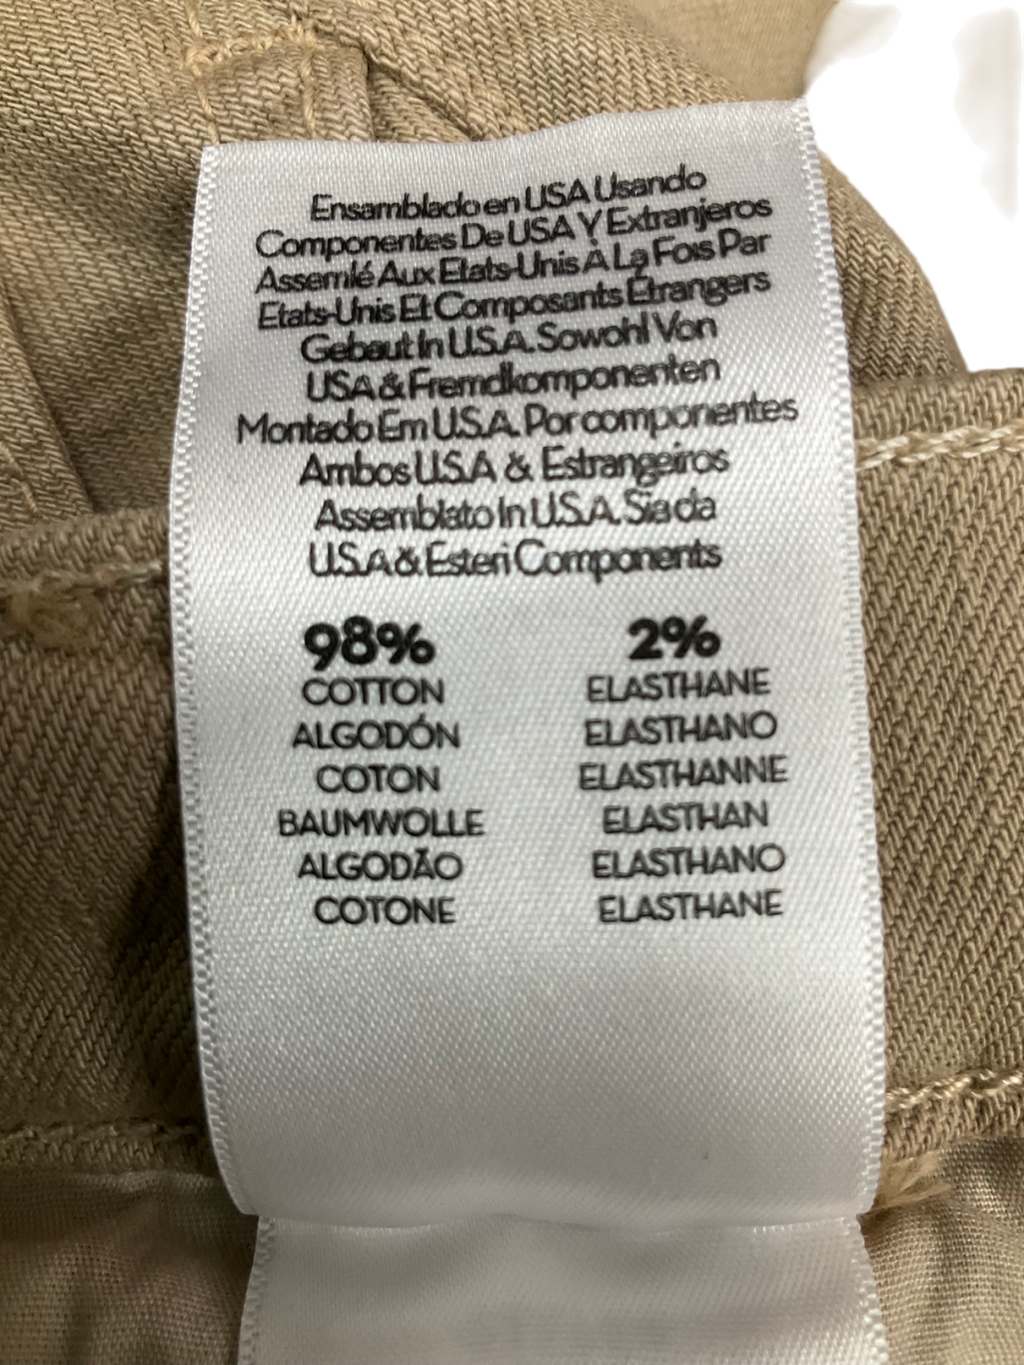 Ensamblado en USA Usando
Componentes De USA Y Extranjeros
Assemlé Aux Etats-Unis À La Fois Par
Etats-Unis Et Composants Étrangers
Gebaut In U.S.A. Sowohl Von
USA & Fremdkomponenten
Montado Em U.S.A. Por componentes
Ambos U.S.A & Estrangeiros
Assemblato In U.S.A. Sia da
U.S.A & Esteri Components
98% 2%
COTTON ELASTHANE
ALGODÓN ELASTHANO
COTON ELASTHANNE
BAUMWOLLE ELASTHAN
ALGODÃO ELASTHANO
COTONE ELASTHANE